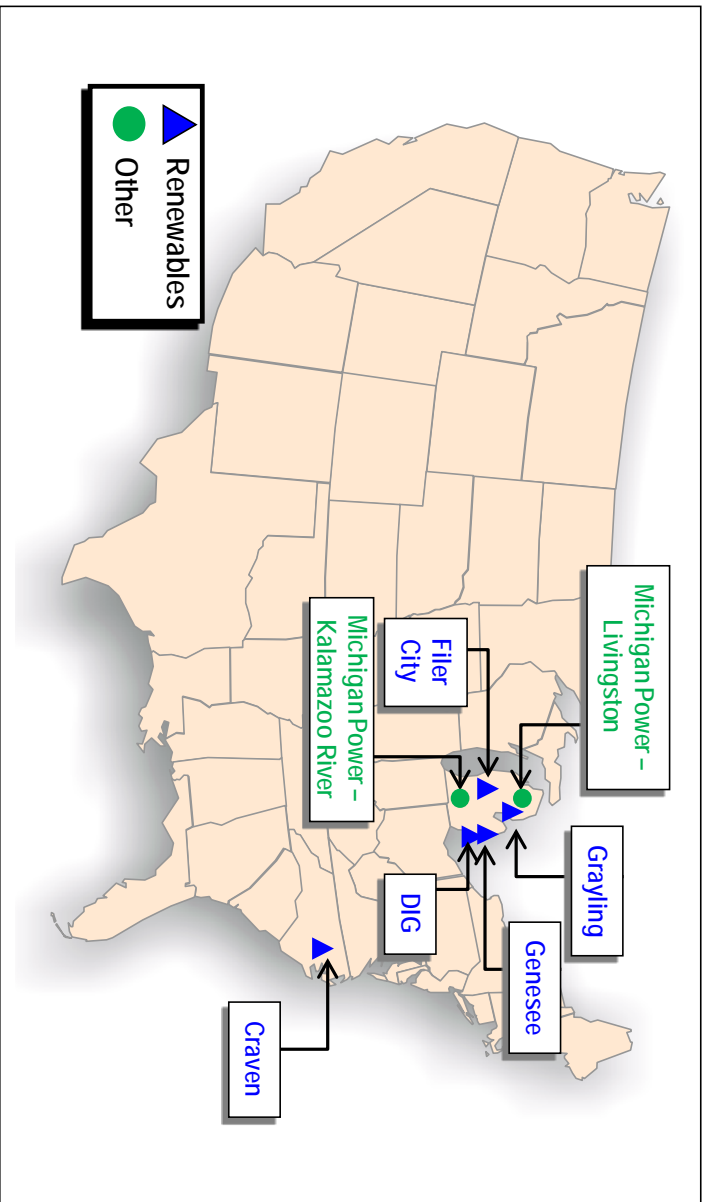 Michigan Power –
Livingston
Grayling
Genesee
Filer
City
DIG
Michigan Power –
Kalamazoo River
Craven
Renewables
Other